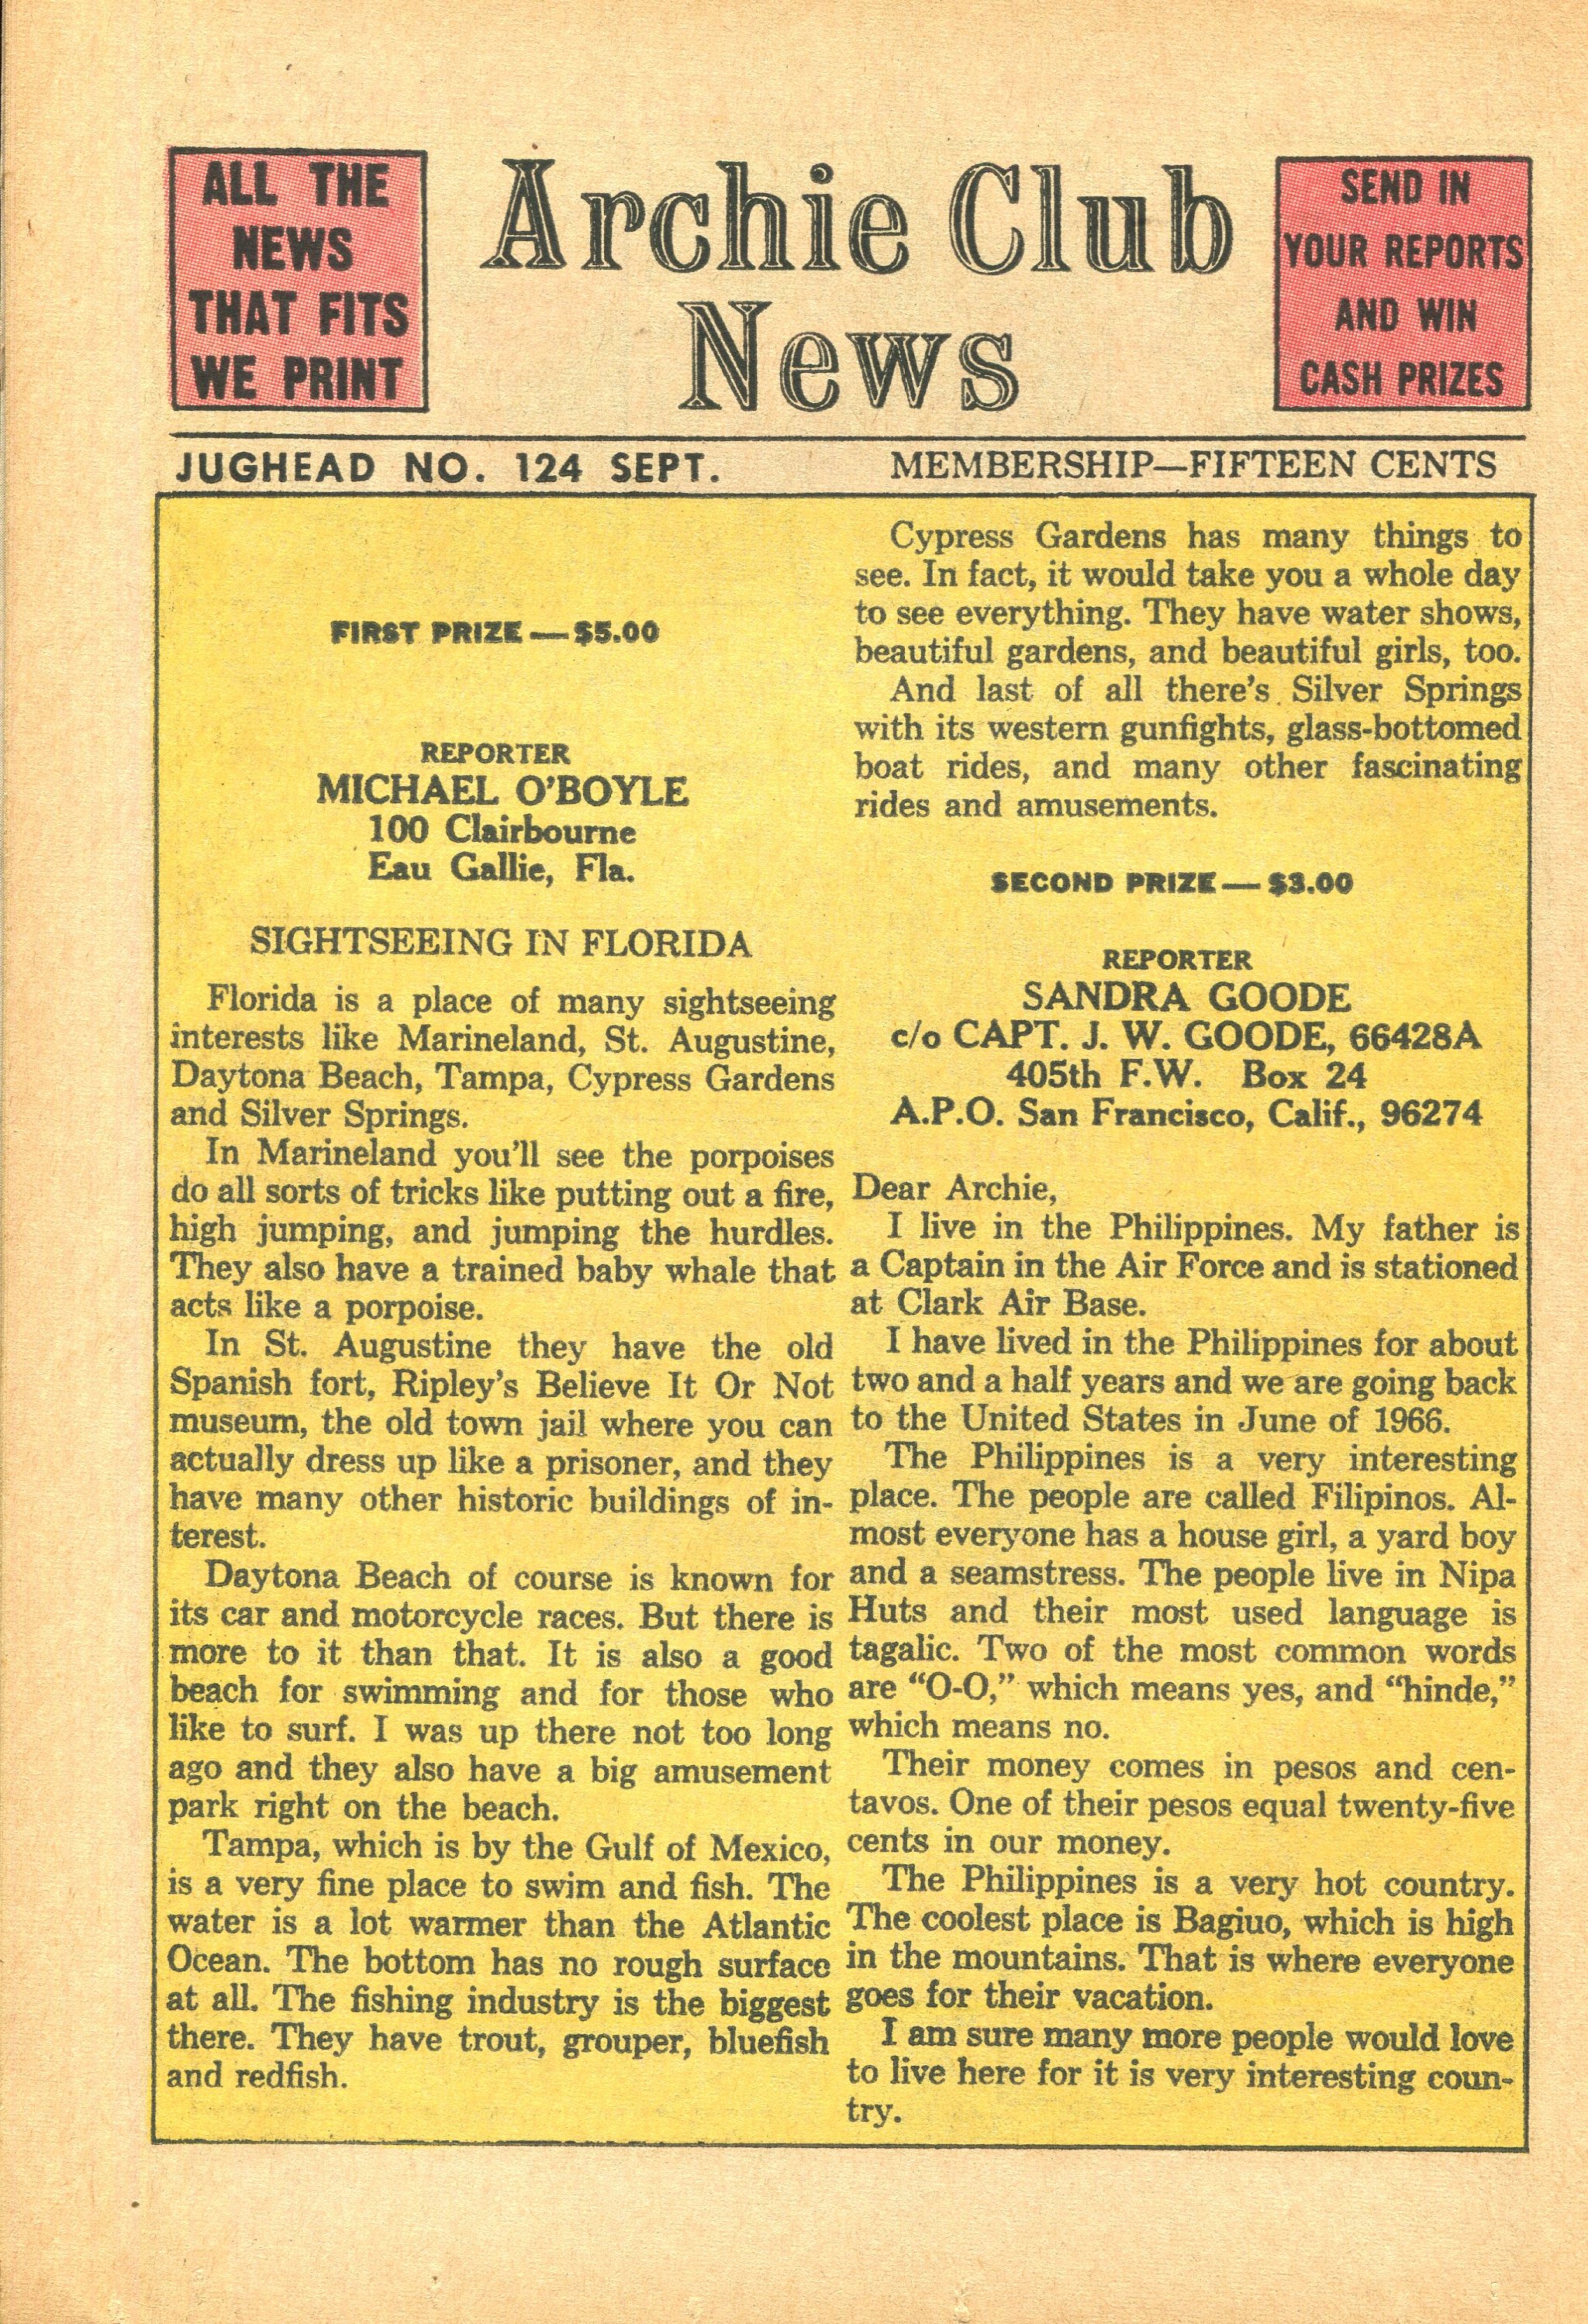 ALL THE
NEWS
THAT FITS
WE PRINT
Archie Club
News
SEND IN
YOUR REPORTS
AND WIN
CASH PRIZES
JUGHEAD NO. 124 SEPT.
MEMBERSHIP—FIFTEEN CENTS
FIRST PRIZE — $5.00
REPORTER
MICHAEL O'BOYLE
100 Clairbourne
Eau Gallie, Fla.
SIGHTSEEING IN FLORIDA
Florida is a place of many sightseeing
interests like Marineland, St. Augustine,
Daytona Beach, Tampa, Cypress Gardens
and Silver Springs.
In Marineland you'll see the porpoises
do all sorts of tricks like putting out a fire,
high jumping, and jumping the hurdles.
They also have a trained baby whale that
acts like a porpoise.
In St. Augustine they have the old
Spanish fort, Ripley's Believe It Or Not
museum, the old town jail where you can
actually dress up like a prisoner, and they
have many other historic buildings of in-
terest.
Daytona Beach of course is known for
its car and motorcycle races. But there is
more to it than that. It is also a good
beach for swimming and for those who
like to surf. I was up there not too long
ago and they also have a big amusement
park right on the beach.
Tampa, which is by the Gulf of Mexico,
is a very fine place to swim and fish. The
water is a lot warmer than the Atlantic
Ocean. The bottom has no rough surface
at all. The fishing industry is the biggest
there. They have trout, grouper, bluefish
and redfish.
Cypress Gardens has many things to
see. In fact, it would take you a whole day
to see everything. They have water shows,
beautiful gardens, and beautiful girls, too.
And last of all there's Silver Springs
with its western gunfights, glass-bottomed
boat rides, and many other fascinating
rides and amusements.
SECOND PRIZE — $3.00
REPORTER
SANDRA GOODE
c/o CAPT. J. W. GOODE, 66428A
405th F.W. Box 24
A.P.O. San Francisco, Calif., 96274
Dear Archie,
I live in the Philippines. My father is
a Captain in the Air Force and is stationed
at Clark Air Base.
I have lived in the Philippines for about
two and a half years and we are going back
to the United States in June of 1966.
The Philippines is a very interesting
place. The people are called Filipinos. Al-
most everyone has a house girl, a yard boy
and a seamstress. The people live in Nipa
Huts and their most used language is
tagalic. Two of the most common words
are "O-O," which means yes, and "hinde,"
which means no.
Their money comes in pesos and cen-
tavos. One of their pesos equal twenty-five
cents in our money.
The Philippines is a very hot country.
The coolest place is Bagiuo, which is high
in the mountains. That is where everyone
goes for their vacation.
I am sure many more people would love
to live here for it is very interesting coun-
try.